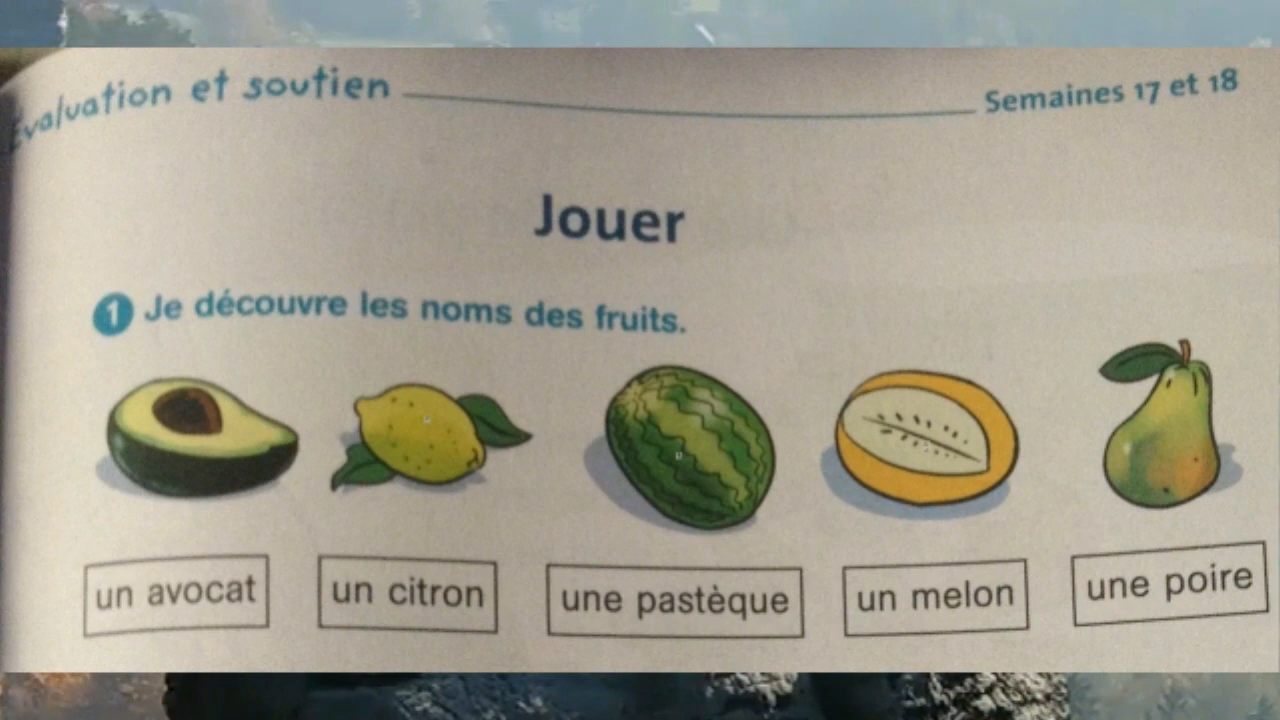 Évaluation et soutien
Semaines 17 et 18
Jouer
1 Je découvre les noms des fruits.
un avocat
un citron
une pastèque
un melon
une poire